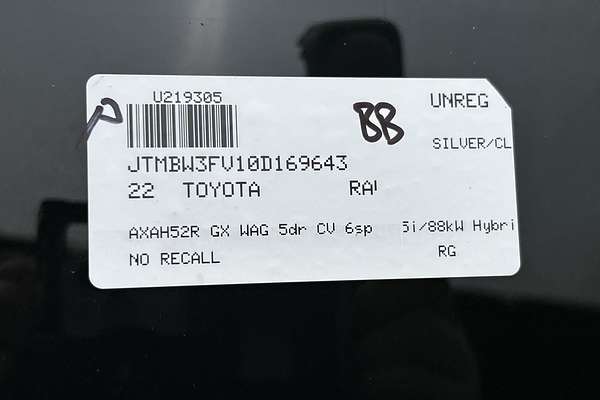 U219305
BB
UNREG
SILVER/CL
JTMBW3FV10D169643
22 TOYOTA
AXAH52R GX WAG 5dr CV 6sp 5i/88kW Hybri
NO RECALL RG